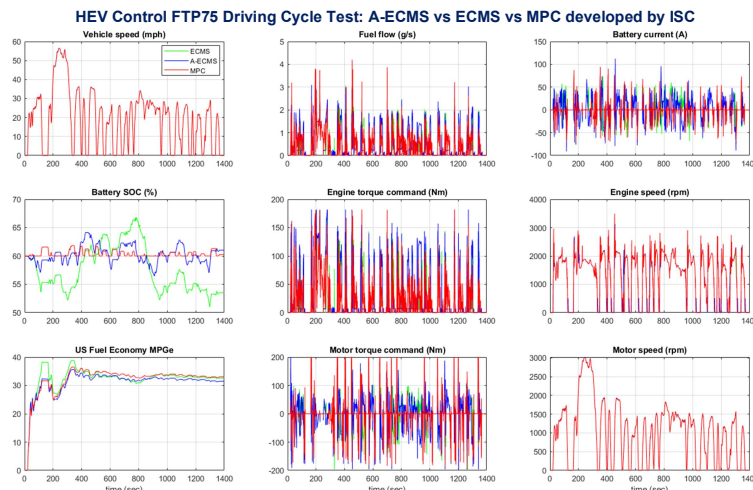 HEV Control FTP75 Driving Cycle Test: A-ECMS vs ECMS vs MPC developed by ISC
Vehicle speed (mph)
60
50
40
30
20
10
0
ECMS
A-ECMS
MPC
0 200 400 600 800 1000 1200 1400
Fuel flow (g/s)
5
4
3
2
1
0
0 200 400 600 800 1000 1200 1400
Battery current (A)
150
100
50
0
-50
-100
0 200 400 600 800 1000 1200 1400
Battery SOC (%)
70
65
60
55
50
0 200 400 600 800 1000 1200 1400
Engine torque command (Nm)
200
150
100
50
0
0 200 400 600 800 1000 1200 1400
Engine speed (rpm)
4000
3000
2000
1000
0
0 200 400 600 800 1000 1200 1400
US Fuel Economy MPGe
40
30
20
10
0
0 200 400 600 800 1000 1200 1400
time (sec)
Motor torque command (Nm)
200
100
0
-100
-200
0 200 400 600 800 1000 1200 1400
time (sec)
Motor speed (rpm)
3000
2500
2000
1500
1000
500
0
0 200 400 600 800 1000 1200 1400
time (sec)